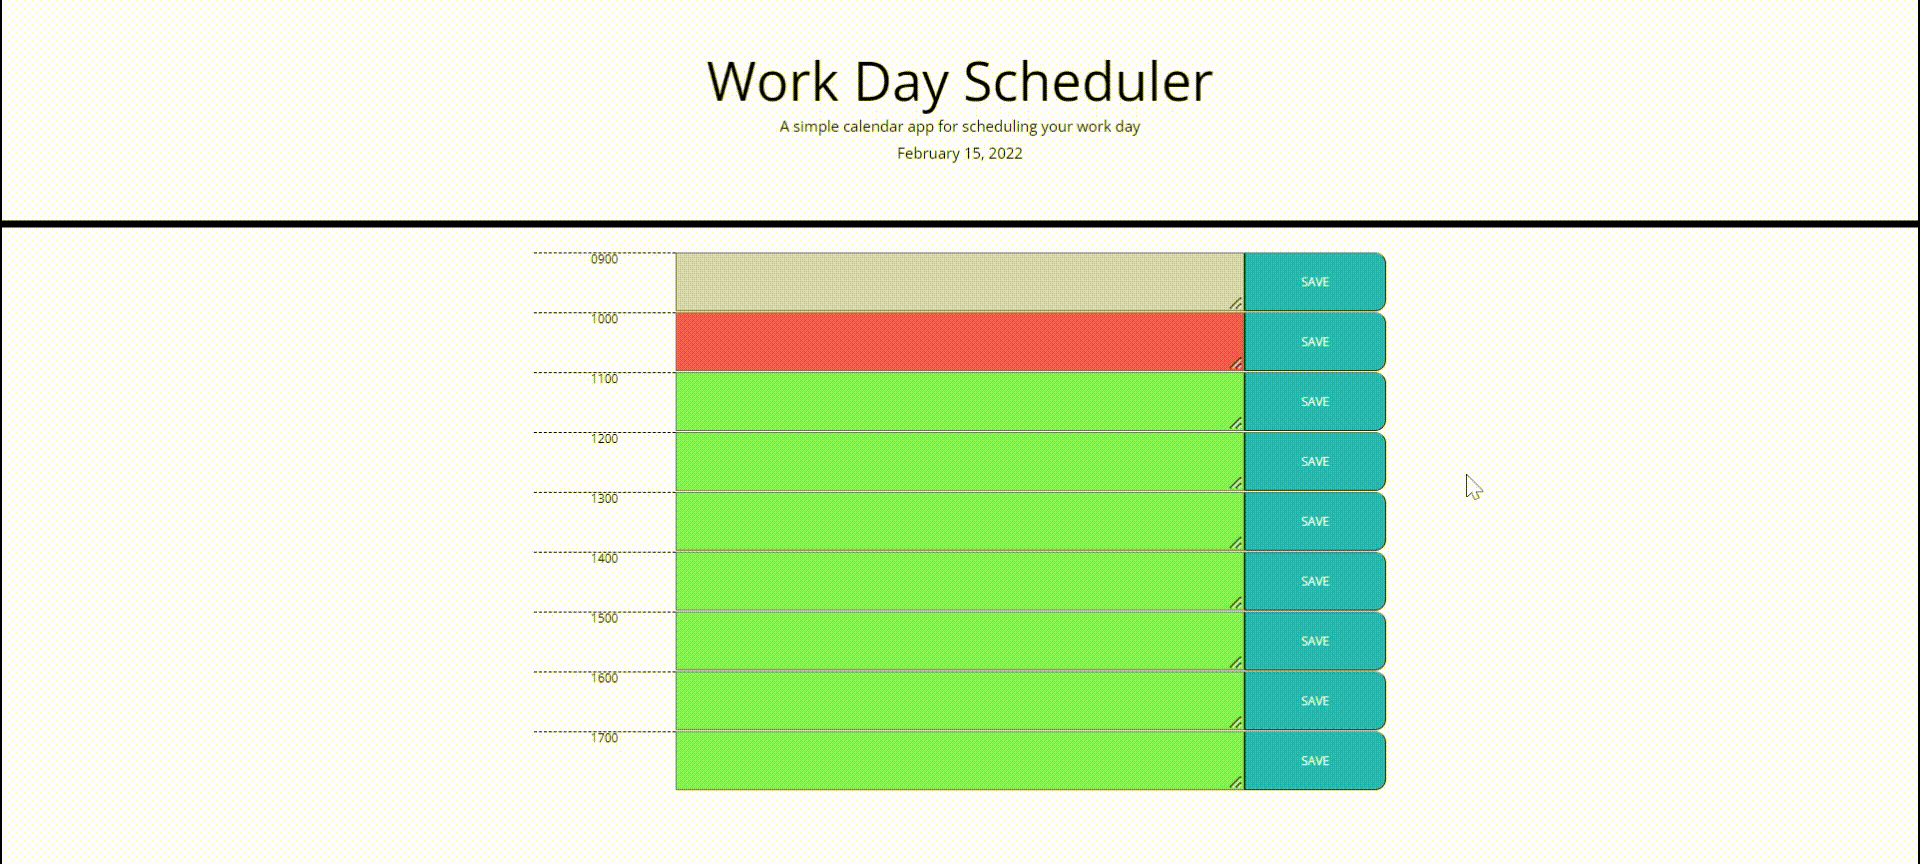 Work Day Scheduler
A simple calendar app for scheduling your work day
February 15, 2022
0900 SAVE
1000 SAVE
1100 SAVE
1200 SAVE
1300 SAVE
1400 SAVE
1500 SAVE
1600 SAVE
1700 SAVE